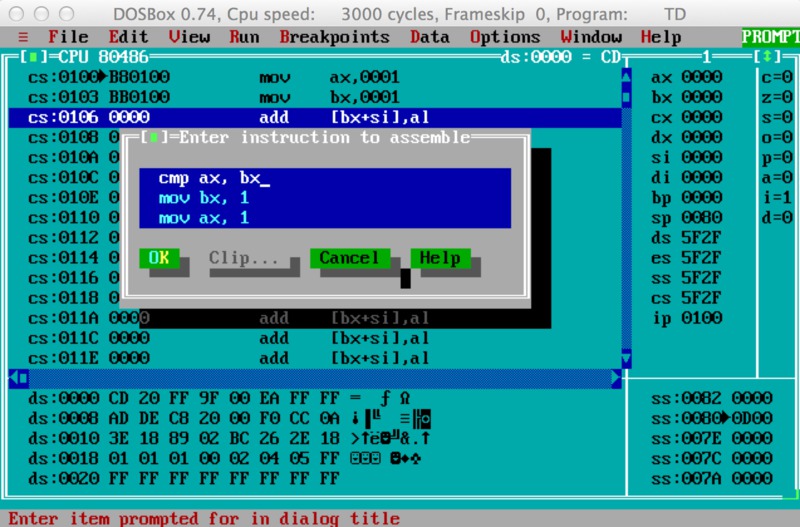 DOSBox 0.74, Cpu speed: 3000 cycles, Frameskip 0, Program: TD
≡ File Edit View Run Breakpoints Data Options Window Help PROMPT
[■]=CPU 80486 ds:0000 = CD 1 [↕]
cs:0100►B80100 mov ax,0001 ax 0000 c=0
cs:0103 BB0100 mov bx,0001 bx 0000 z=0
cs:0106 0000 add [bx+si],al cx 0000 s=0
cs:0108 0 dx 0000 o=0
cs:010A 0 si 0000 p=0
cs:010C 0 di 0000 a=0
cs:010E 0 bp 0000 i=1
cs:0110 0 sp 0080 d=0
cs:0112 0 ds 5F2F
cs:0114 0 es 5F2F
cs:0116 0 ss 5F2F
cs:0118 0 cs 5F2F
cs:011A 0000 add [bx+si],al ip 0100
cs:011C 0000 add [bx+si],al
cs:011E 0000 add [bx+si],al
[■]=Enter instruction to assemble
cmp ax, bx_
mov bx, 1
mov ax, 1
OK Clip... Cancel Help
ds:0000 CD 20 FF 9F 00 EA FF FF = ƒ Ω ss:0082 0000
ds:0008 AD DE C8 20 00 F0 CC 0A ss:0080►0D00
ds:0010 3E 18 89 02 BC 26 2E 18 >↑ë☻╝&.↑ ss:007E 0000
ds:0018 01 01 01 00 02 04 05 FF ☺☺☺ ☻♦♣ ss:007C 0000
ds:0020 FF FF FF FF FF FF FF FF ss:007A 0000
Enter item prompted for in dialog title